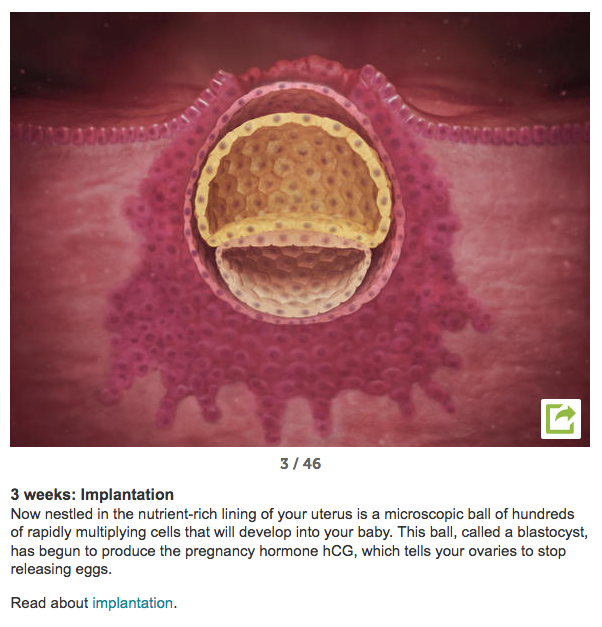 3 / 46
3 weeks: Implantation
Now nestled in the nutrient-rich lining of your uterus is a microscopic ball of hundreds
of rapidly multiplying cells that will develop into your baby. This ball, called a blastocyst,
has begun to produce the pregnancy hormone hCG, which tells your ovaries to stop
releasing eggs.
Read about implantation.